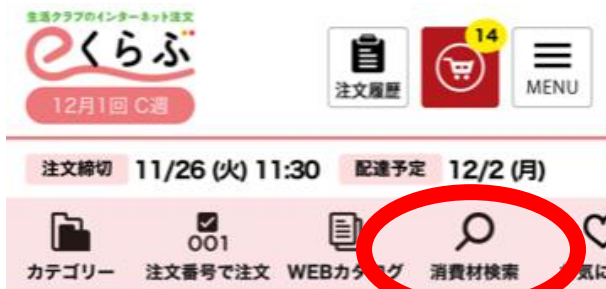 生活クラブのインターネット注文
eくらぶ
12月1回 C週
注文履歴
14
MENU
注文締切 11/26 (火) 11:30 配達予定 12/2 (月)
001
カテゴリー 注文番号で注文 WEBカ グ 消費材検索 気に